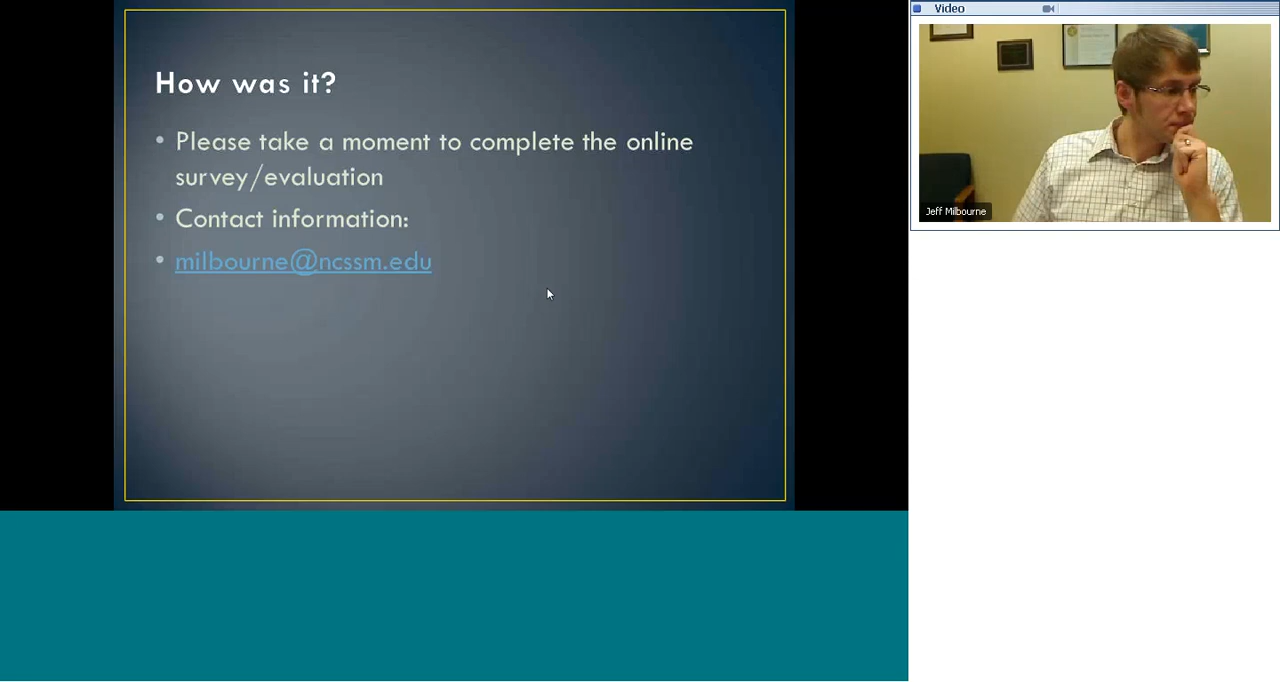 How was it?
• Please take a moment to complete the online
survey/evaluation
• Contact information:
• milbourne@ncssm.edu
Video
Jeff Milbourne